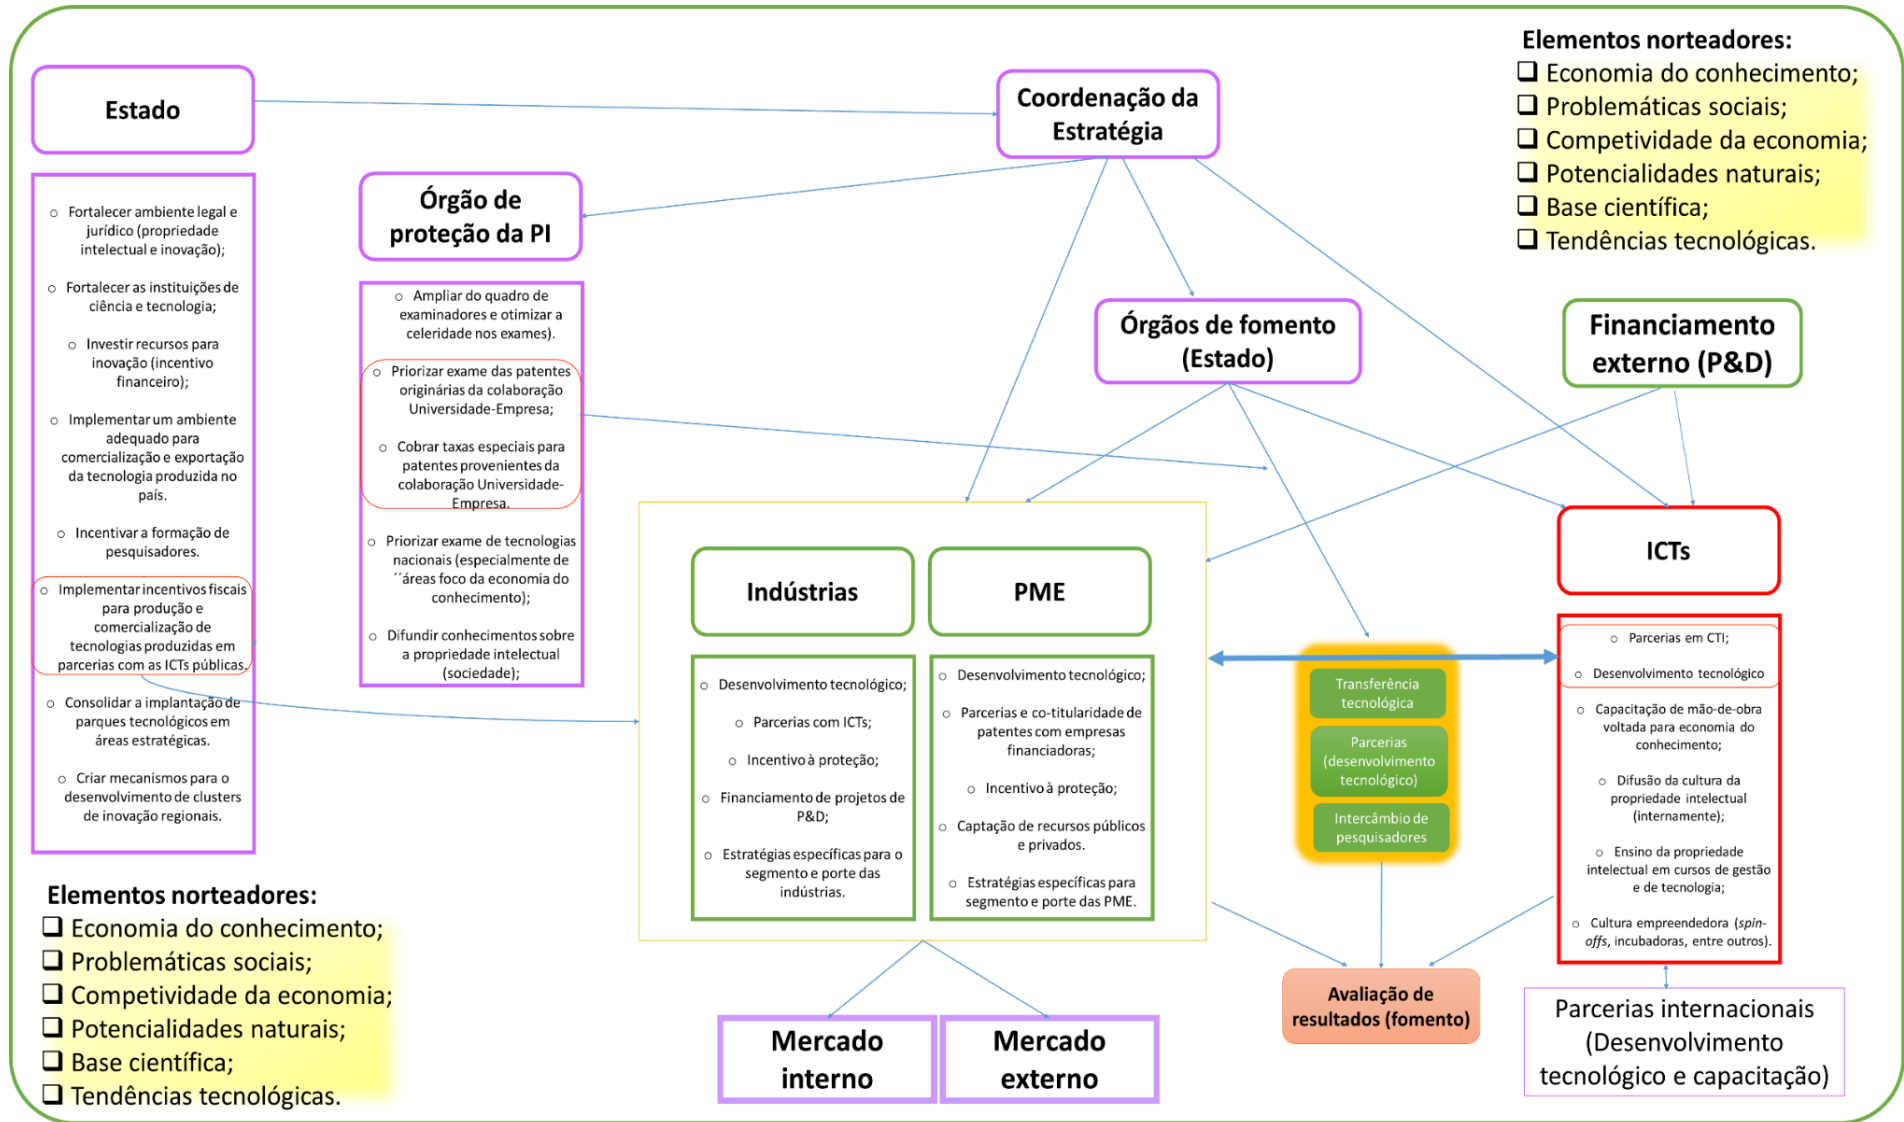 Estado
○ Fortalecer ambiente legal e
jurídico (propriedade
intelectual e inovação);
○ Fortalecer as instituições de
ciência e tecnologia;
○ Investir recursos para
inovação (incentivo
financeiro);
○ Implementar um ambiente
adequado para
comercialização e exportação
da tecnologia produzida no
país.
○ Incentivar a formação de
pesquisadores.
○ Implementar incentivos fiscais
para produção e
comercialização de
tecnologias produzidas em
parcerias com as ICTs públicas.
○ Consolidar a implantação de
parques tecnológicos em
áreas estratégicas.
○ Criar mecanismos para o
desenvolvimento de clusters
de inovação regionais.
Elementos norteadores:
❑ Economia do conhecimento;
❑ Problemáticas sociais;
❑ Competividade da economia;
❑ Potencialidades naturais;
❑ Base científica;
❑ Tendências tecnológicas.
Órgão de
proteção da PI
○ Ampliar do quadro de
examinadores e otimizar a
celeridade nos exames).
○ Priorizar exame das patentes
originárias da colaboração
Universidade-Empresa;
○ Cobrar taxas especiais para
patentes provenientes da
colaboração Universidade-
Empresa.
○ Priorizar exame de tecnologias
nacionais (especialmente de
´´áreas foco da economia do
conhecimento);
○ Difundir conhecimentos sobre
a propriedade intelectual
(sociedade);
Coordenação da
Estratégia
Órgãos de fomento
(Estado)
Elementos norteadores:
❑ Economia do conhecimento;
❑ Problemáticas sociais;
❑ Competividade da economia;
❑ Potencialidades naturais;
❑ Base científica;
❑ Tendências tecnológicas.
Financiamento
externo (P&D)
Indústrias
○ Desenvolvimento tecnológico;
○ Parcerias com ICTs;
○ Incentivo à proteção;
○ Financiamento de projetos de
P&D;
○ Estratégias específicas para o
segmento e porte das
indústrias.
PME
○ Desenvolvimento tecnológico;
○ Parcerias e co-titularidade de
patentes com empresas
financiadoras;
○ Incentivo à proteção;
○ Captação de recursos públicos
e privados.
○ Estratégias específicas para
segmento e porte das PME.
Transferência
tecnológica
Parcerias
(desenvolvimento
tecnológico)
Intercâmbio de
pesquisadores
ICTs
○ Parcerias em CTI;
○ Desenvolvimento tecnológico
○ Capacitação de mão-de-obra
voltada para economia do
conhecimento;
○ Difusão da cultura da
propriedade intelectual
(internamente);
○ Ensino da propriedade
intelectual em cursos de gestão
e de tecnologia;
○ Cultura empreendedora (spin-
offs, incubadoras, entre outros).
Mercado
interno
Mercado
externo
Avaliação de
resultados (fomento)
Parcerias internacionais
(Desenvolvimento
tecnológico e capacitação)